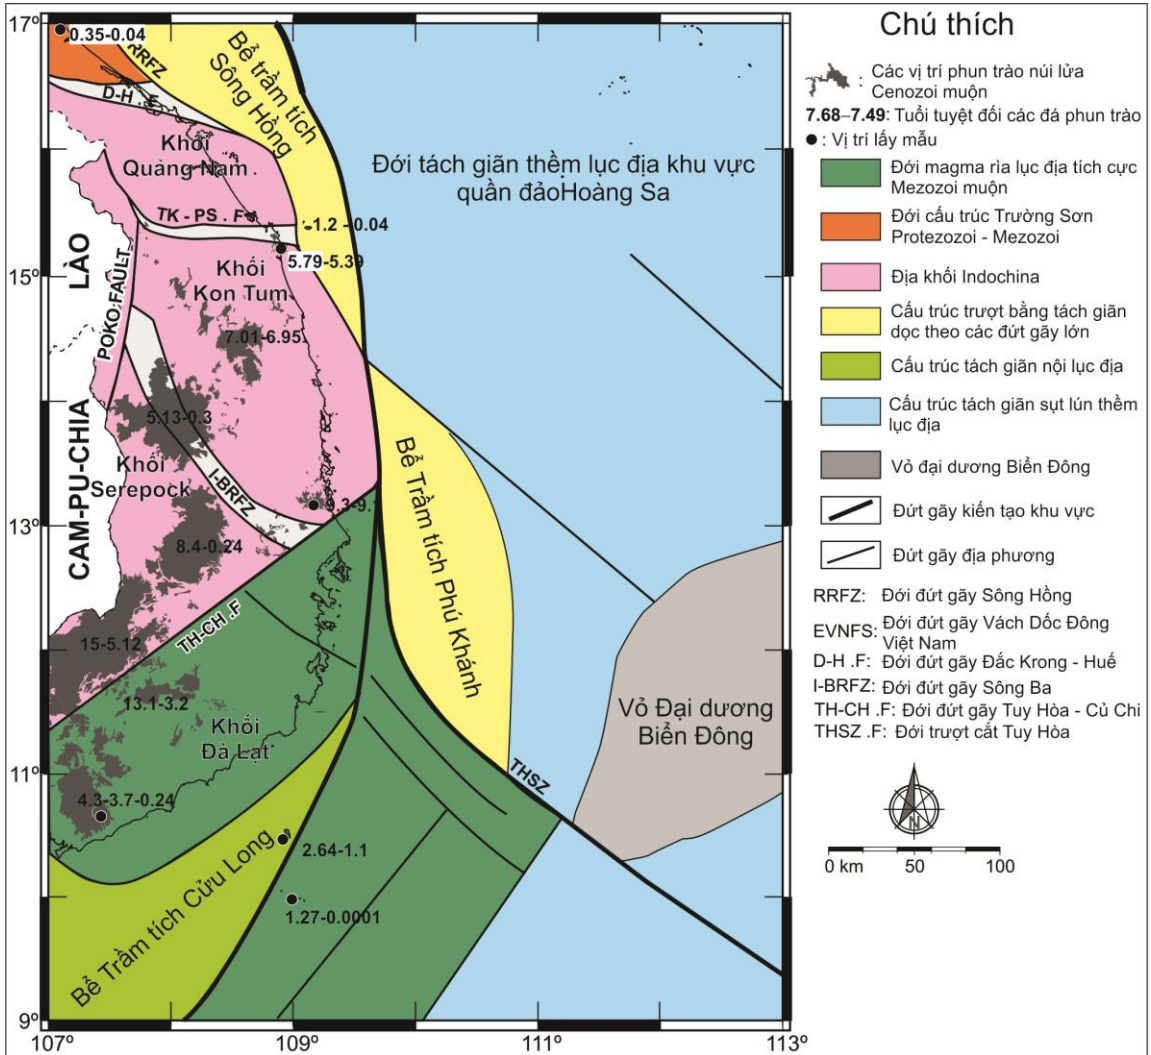 17º
0.35-0.04
RRFZ
D-H .F
Bể trầm tích
Sông Hồng
Khối
Quảng Nam
Đới tách giãn thềm lục địa khu vực
quần đảoHoàng Sa
TK - PS . F
1.2 - 0.04
LÀO
15º
5.79-5.39
Khối
Kon Tum
POKO FAULT
7.01-6.95
5.13-0.3
CAM-PU-CHIA
Khối
Serepock
I-BRFZ
Bể Trầm tích Phú Khánh
13º
9.3-9.1
8.4-0.24
TH-CH .F
15-5.12
13.1-3.2
Khối
Đà Lạt
Vỏ Đại dương
Biển Đông
11º
THSZ
4.3-3.7-0.24
2.64-1.1
Bể Trầm tích Cửu Long
1.27-0.0001
9º
107º
109º
111º
113º
Chú thích
: Các vị trí phun trào núi lửa
Cenozoi muộn
7.68–7.49: Tuổi tuyệt đối các đá phun trào
: Vị trí lấy mẫu
Đới magma rìa lục địa tích cực
Mezozoi muộn
Đới cấu trúc Trường Sơn
Protezozoi - Mezozoi
Địa khối Indochina
Cấu trúc trượt bằng tách giãn
dọc theo các đứt gãy lớn
Cấu trúc tách giãn nội lục địa
Cấu trúc tách giãn sụt lún thềm
lục địa
Vỏ đại dương Biển Đông
Đứt gãy kiến tạo khu vực
Đứt gãy địa phương
RRFZ: Đới đứt gãy Sông Hồng
EVNFS: Đới đứt gãy Vách Dốc Đông
Việt Nam
D-H .F: Đới đứt gãy Đắc Krong - Huế
I-BRFZ: Đới đứt gãy Sông Ba
TH-CH .F: Đới đứt gãy Tuy Hòa - Củ Chi
THSZ .F: Đới trượt cắt Tuy Hòa
N
0 km 50 100